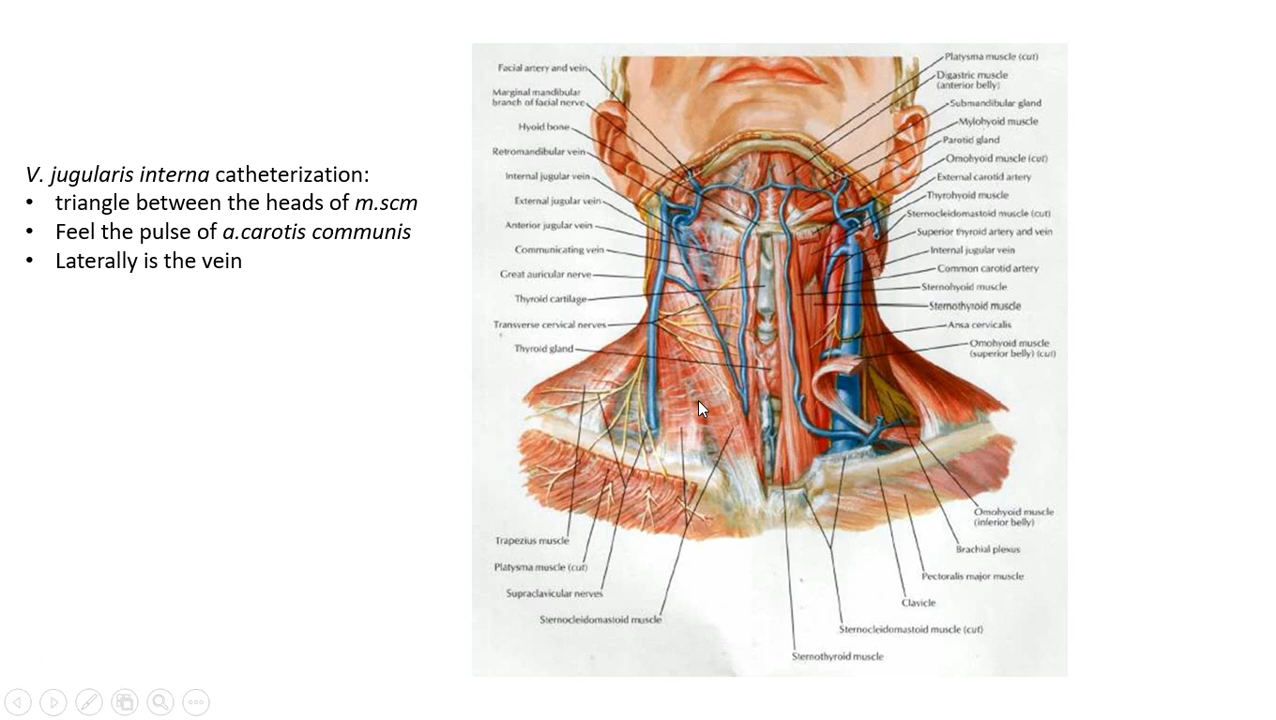 V. jugularis interna catheterization:
• triangle between the heads of m.scm
• Feel the pulse of a.carotis communis
• Laterally is the vein
Facial artery and vein
Marginal mandibular
branch of facial nerve
Hyoid bone
Retromandibular vein
Internal jugular vein
External jugular vein
Anterior jugular vein
Communicating vein
Great auricular nerve
Thyroid cartilage
Transverse cervical nerves
Thyroid gland
Trapezius muscle
Platysma muscle (cut)
Supraclavicular nerves
Sternocleidomastoid muscle
Platysma muscle (cut)
Digastric muscle
(anterior belly)
Submandibular gland
Mylohyoid muscle
Parotid gland
Omohyoid muscle (cut)
External carotid artery
Thyrohyoid muscle
Sternocleidomastoid muscle (cut)
Superior thyroid artery and vein
Internal jugular vein
Common carotid artery
Sternohyoid muscle
Sternothyroid muscle
Ansa cervicalis
Omohyoid muscle
(superior belly) (cut)
Omohyoid muscle
(inferior belly)
Brachial plexus
Pectoralis major muscle
Clavicle
Sternocleidomastoid muscle (cut)
Sternothyroid muscle